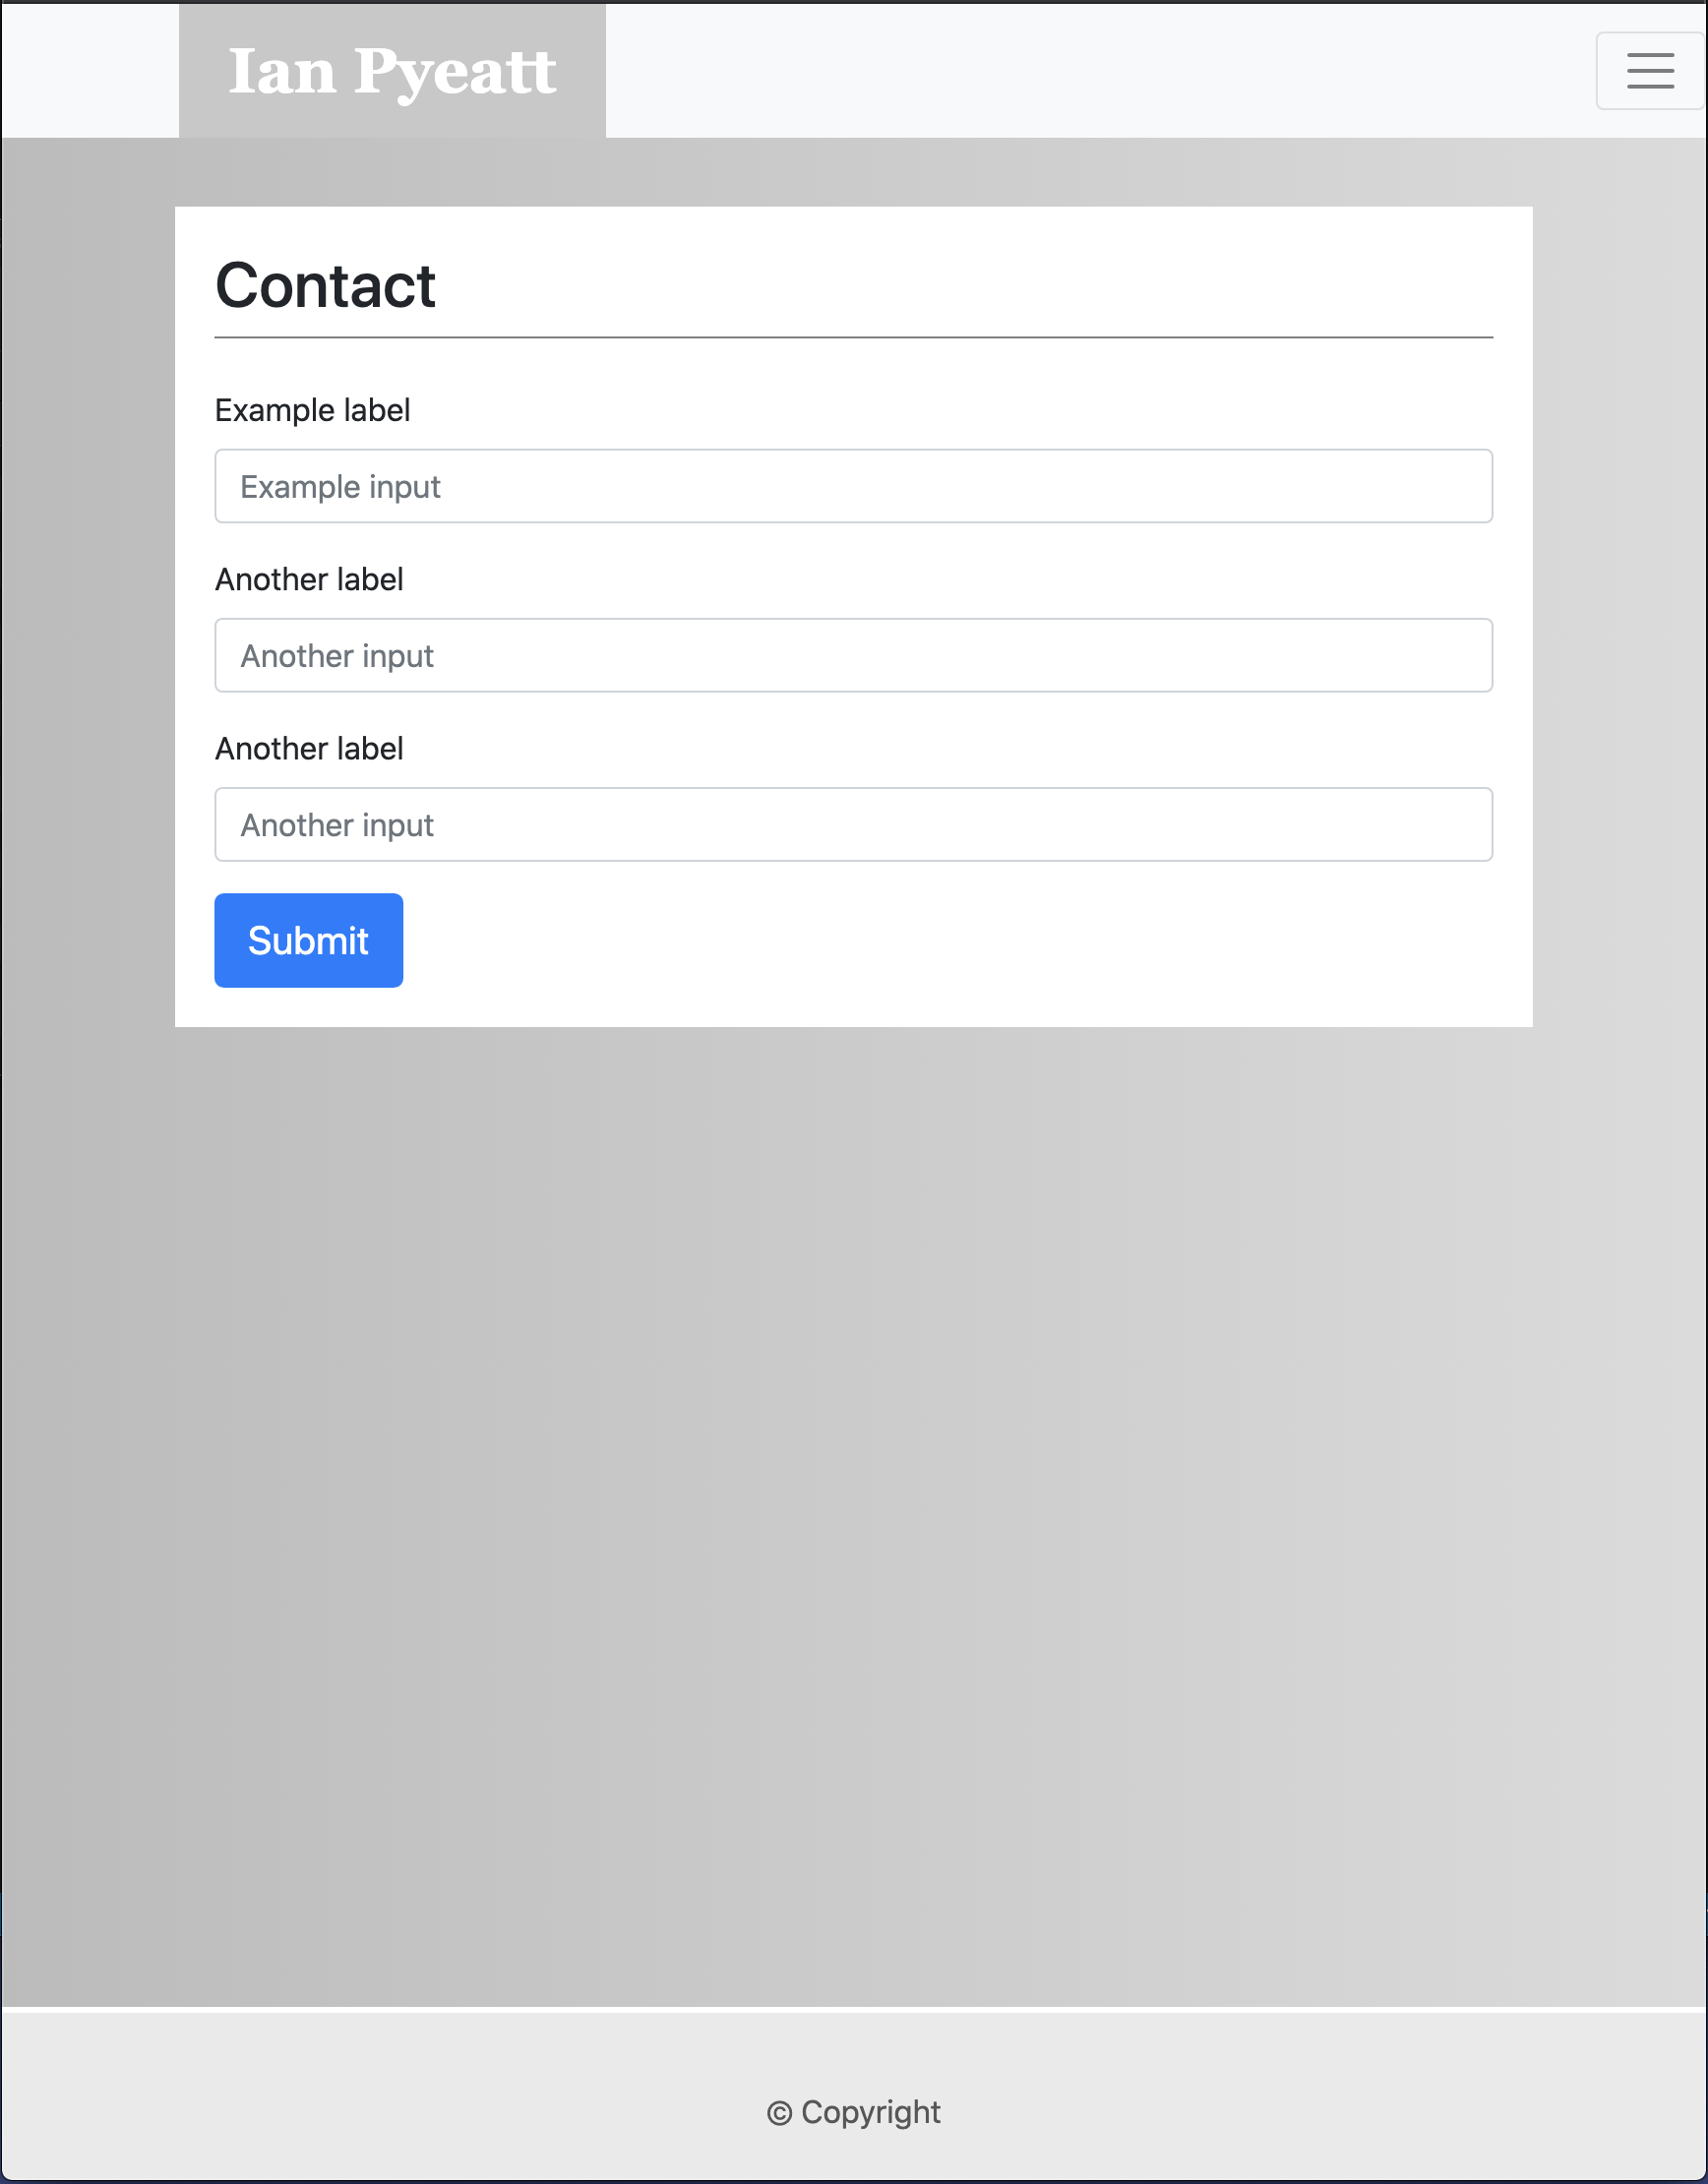 Ian Pyeatt
Contact
Example label
Example input
Another label
Another input
Another label
Another input
Submit
© Copyright